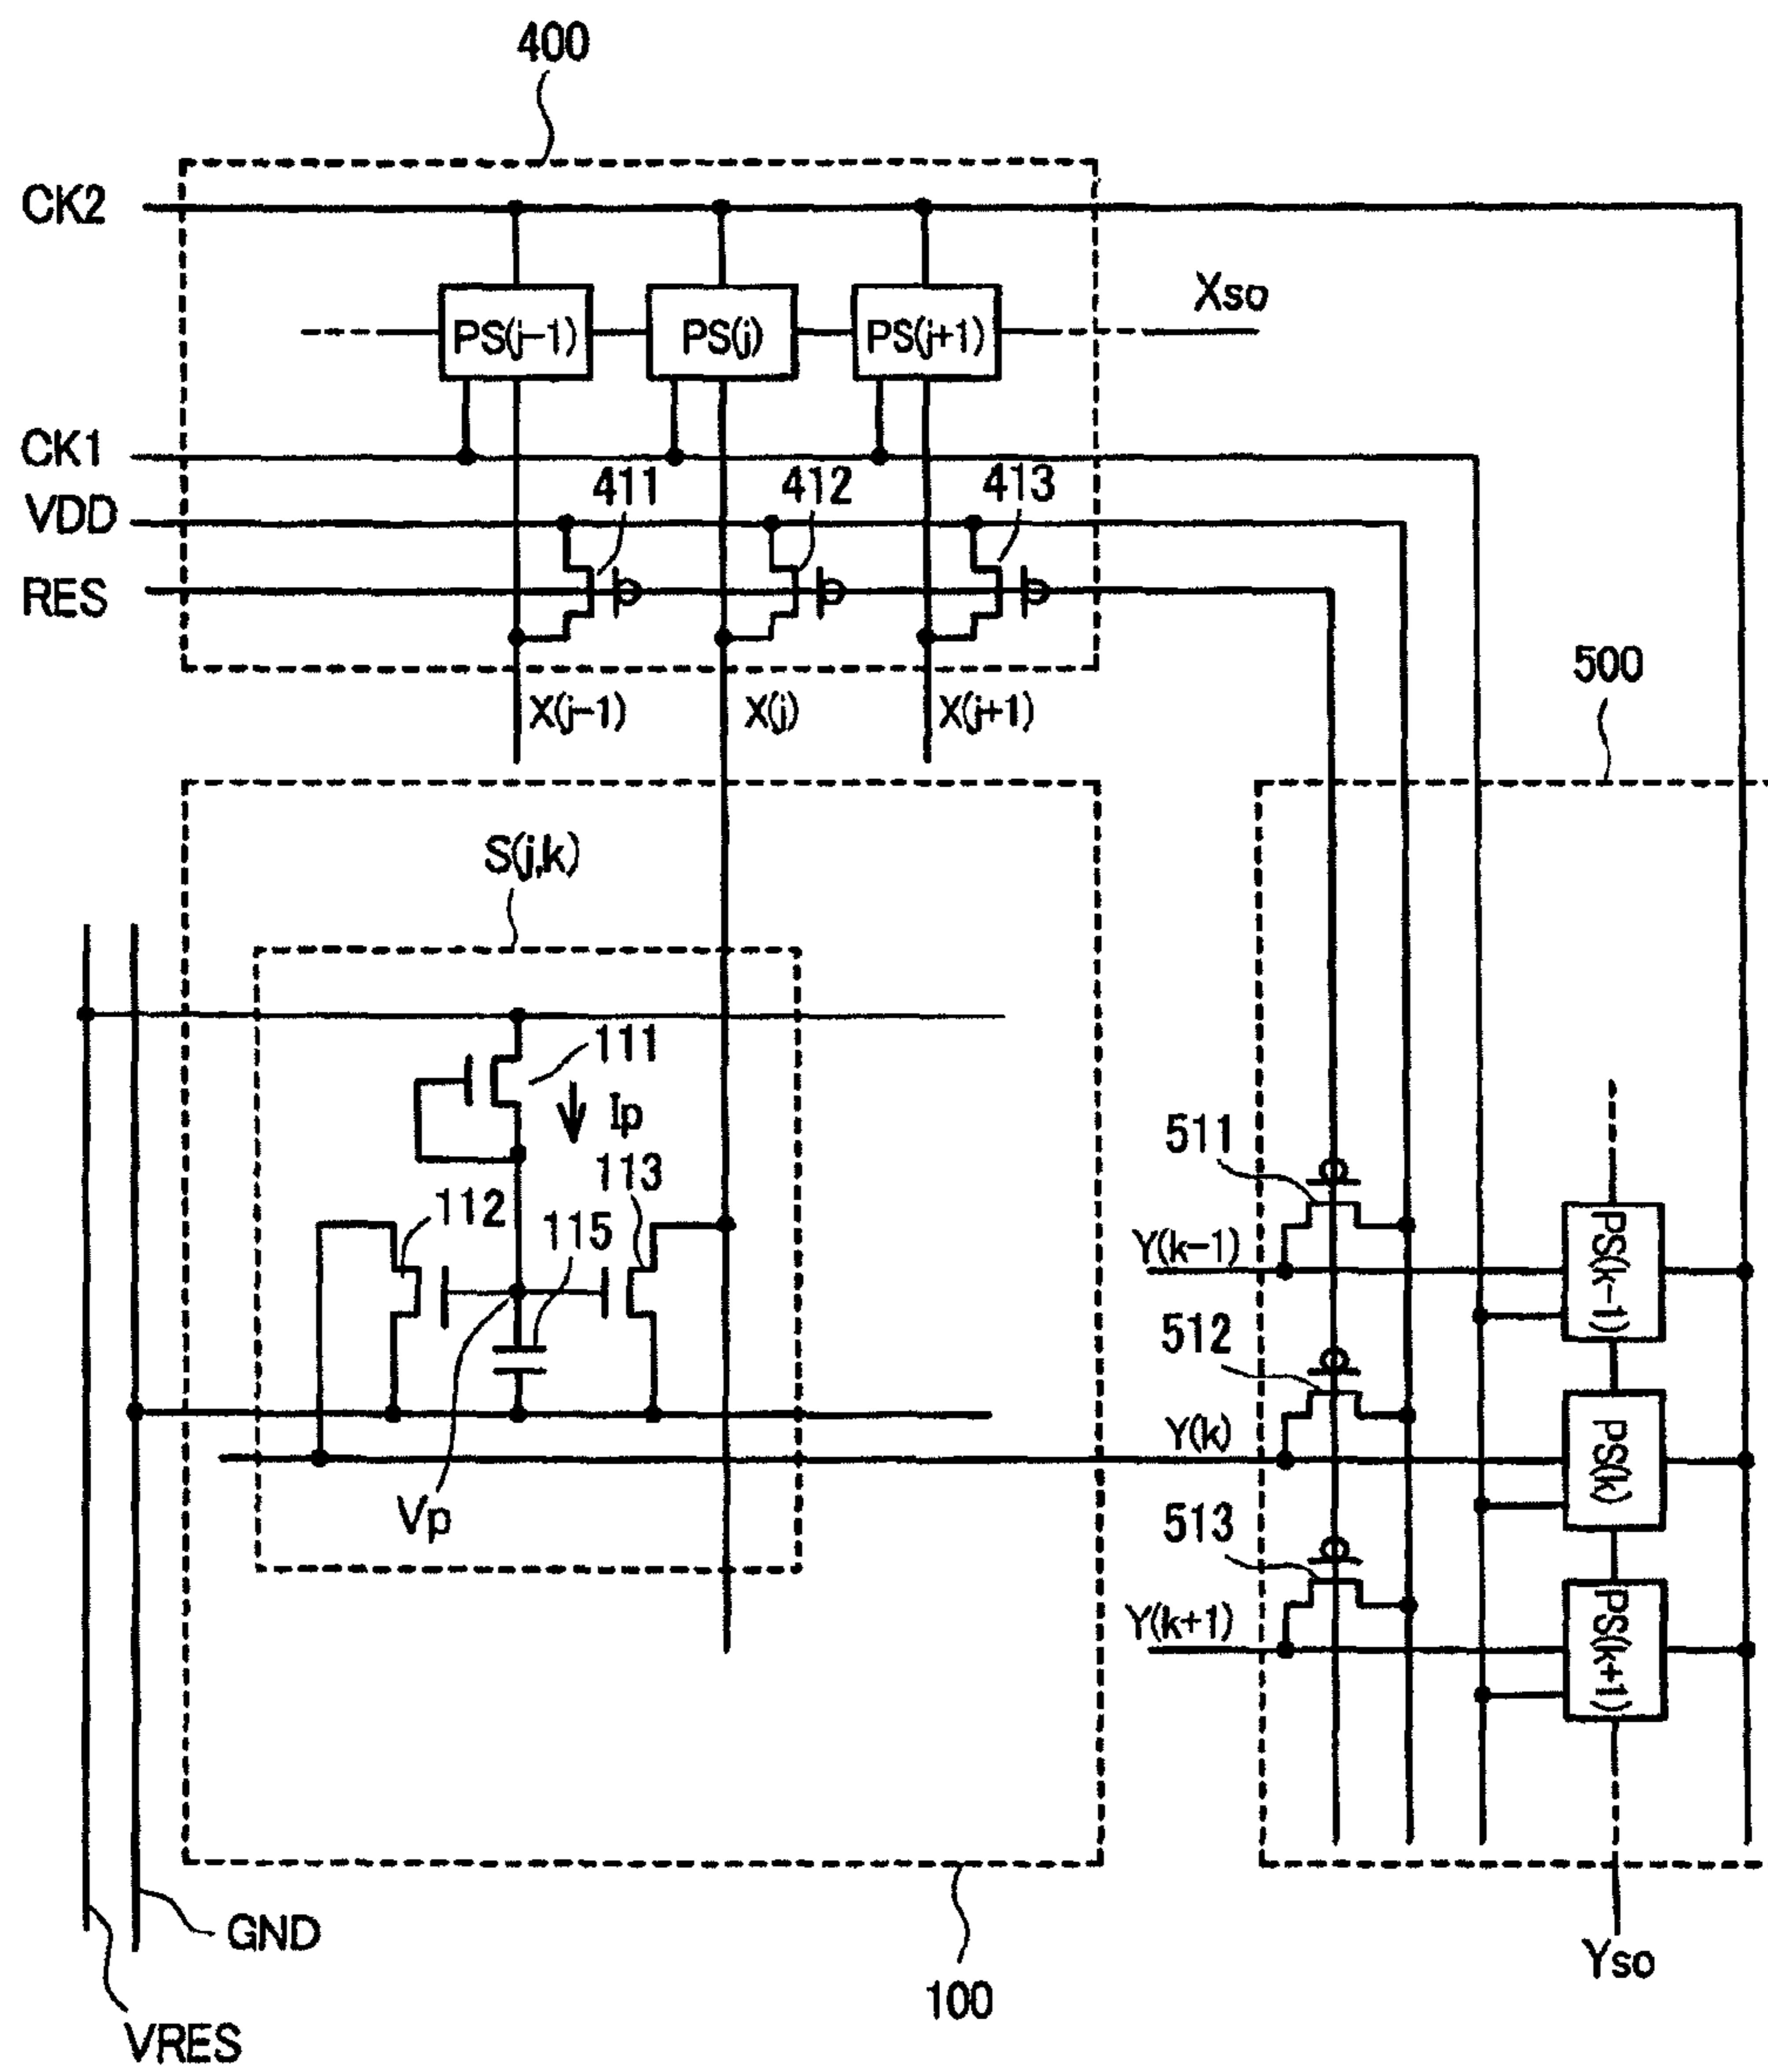 400
CK2
Xso
PS(j-1)
PS(j)
PS(j+1)
CK1
VDD
411
412
413
RES
500
X(j-1)
X(j)
X(j+1)
S(j,k)
111
Ip
113
112
115
511
Y(k-1)
PS(k-1)
512
Y(k)
PS(k)
Vp
513
Y(k+1)
PS(k+1)
GND
Yso
100
VRES